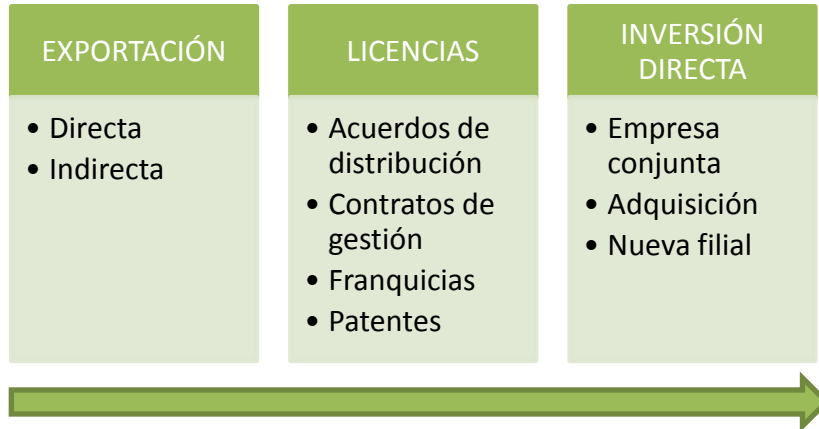 EXPORTACIÓN
• Directa
• Indirecta
LICENCIAS
• Acuerdos de
distribución
• Contratos de
gestión
• Franquicias
• Patentes
INVERSIÓN
DIRECTA
• Empresa
conjunta
• Adquisición
• Nueva filial